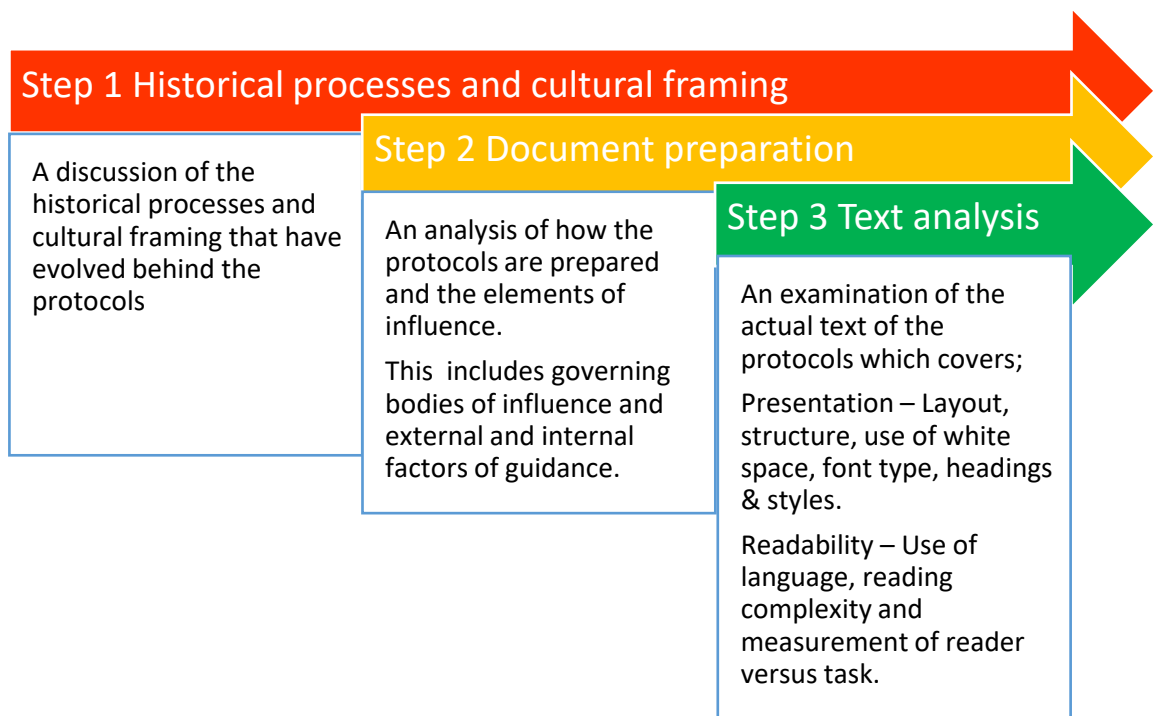 Step 1 Historical processes and cultural framing
A discussion of the
historical processes and
cultural framing that have
evolved behind the
protocols
Step 2 Document preparation
An analysis of how the
protocols are prepared
and the elements of
influence.
This  includes governing
bodies of influence and
external and internal
factors of guidance.
Step 3 Text analysis
An examination of the
actual text of the
protocols which covers;
Presentation – Layout,
structure, use of white
space, font type, headings
& styles.
Readability – Use of
language, reading
complexity and
measurement of reader
versus task.